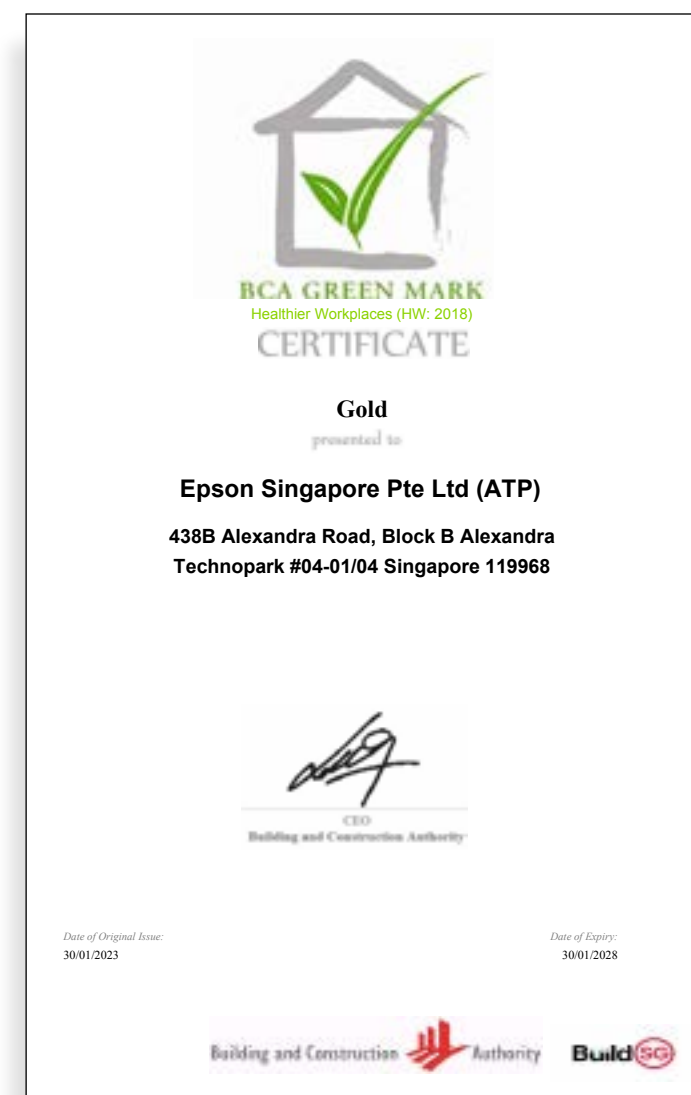 BCA GREEN MARK
Healthier Workplaces (HW: 2018)
CERTIFICATE
Gold
presented to
Epson Singapore Pte Ltd (ATP)
438B Alexandra Road, Block B Alexandra
Technopark #04-01/04 Singapore 119968
CEO
Building and Construction Authority
Date of Original Issue:
30/01/2023
Date of Expiry:
30/01/2028
Building and Construction Authority
BuildSG